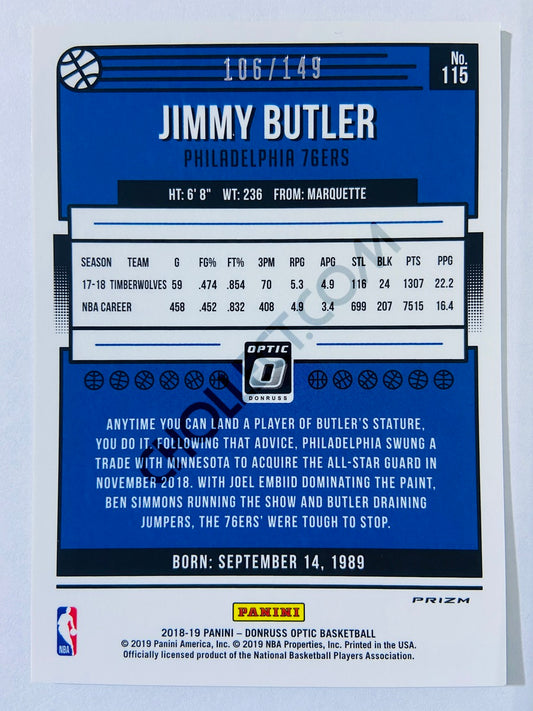 106/149
No.
115
JIMMY BUTLER
PHILADELPHIA 76ERS
HT: 6' 8" WT: 236 FROM: MARQUETTE
SEASON TEAM G FG% FT% 3PM RPG APG STL BLK PTS PPG
17-18 TIMBERWOLVES 59 .474 .854 70 5.3 4.9 116 24 1307 22.2
NBA CAREER 458 .452 .832 408 4.9 3.4 699 207 7515 16.4
OPTIC
DONRUSS
ANYTIME YOU CAN LAND A PLAYER OF BUTLER'S STATURE,
YOU DO IT. FOLLOWING THAT ADVICE, PHILADELPHIA SWUNG A
TRADE WITH MINNESOTA TO ACQUIRE THE ALL-STAR GUARD IN
NOVEMBER 2018. WITH JOEL EMBIID DOMINATING THE PAINT,
BEN SIMMONS RUNNING THE SHOW AND BUTLER DRAINING
JUMPERS, THE 76ERS' WERE TOUGH TO STOP.
CHOLLECT.COM
BORN: SEPTEMBER 14, 1989
PRIZM
PANINI
NBA
2018-19 PANINI – DONRUSS OPTIC BASKETBALL
© 2019 Panini America, Inc. © 2019 NBA Properties, Inc. Printed in the USA.
Officially licensed product of the National Basketball Players Association.